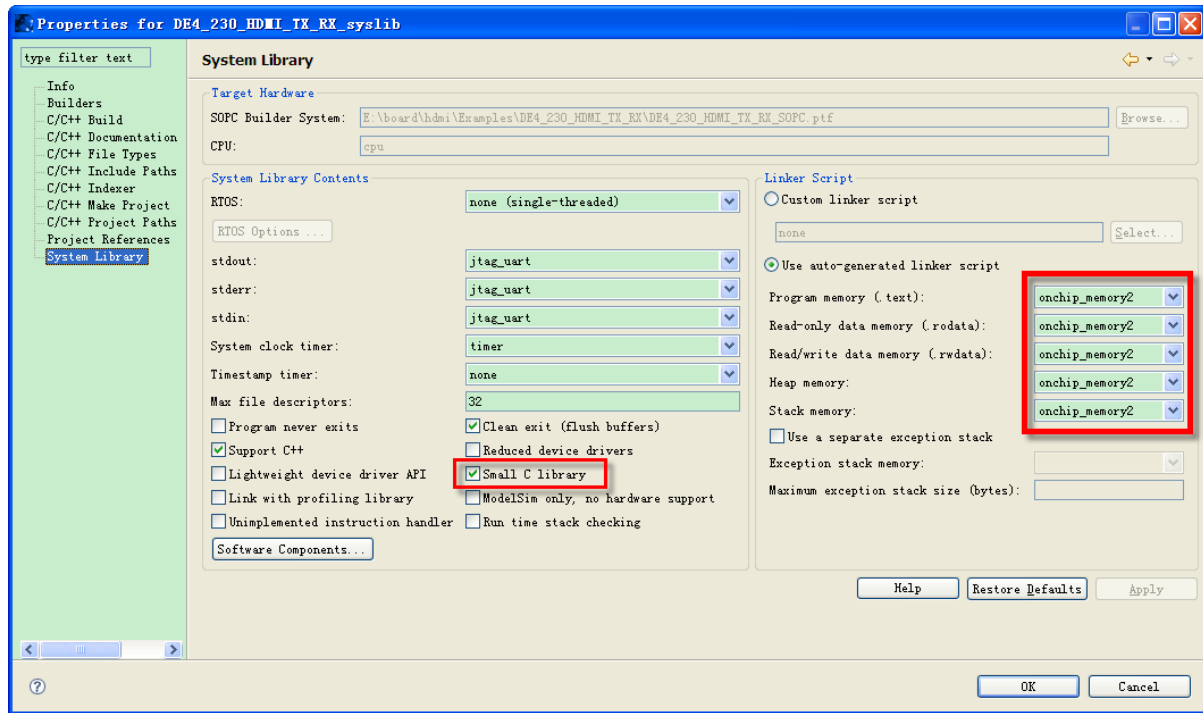 Properties for DE4_230_HDMI_TX_RX_syslib
type filter text
Info
Builders
C/C++ Build
C/C++ Documentation
C/C++ File Types
C/C++ Include Paths
C/C++ Indexer
C/C++ Make Project
C/C++ Project Paths
Project References
System Library
System Library
Target Hardware
SOPC Builder System: E:\board\hdmi\Examples\DE4_230_HDMI_TX_RX\DE4_230_HDMI_TX_RX_SOPC.ptf Browse...
CPU: cpu
System Library Contents
RTOS: none (single-threaded)
RTOS Options ...
stdout: jtag_uart
stderr: jtag_uart
stdin: jtag_uart
System clock timer: timer
Timestamp timer: none
Max file descriptors: 32
Program never exits Clean exit (flush buffers)
Support C++ Reduced device drivers
Lightweight device driver API Small C library
Link with profiling library ModelSim only, no hardware support
Unimplemented instruction handler Run time stack checking
Software Components...
Linker Script
Custom linker script
none Select...
Use auto-generated linker script
Program memory (.text): onchip_memory2
Read-only data memory (.rodata): onchip_memory2
Read/write data memory (.rwdata): onchip_memory2
Heap memory: onchip_memory2
Stack memory: onchip_memory2
Use a separate exception stack
Exception stack memory:
Maximum exception stack size (bytes):
Help Restore Defaults Apply
OK Cancel